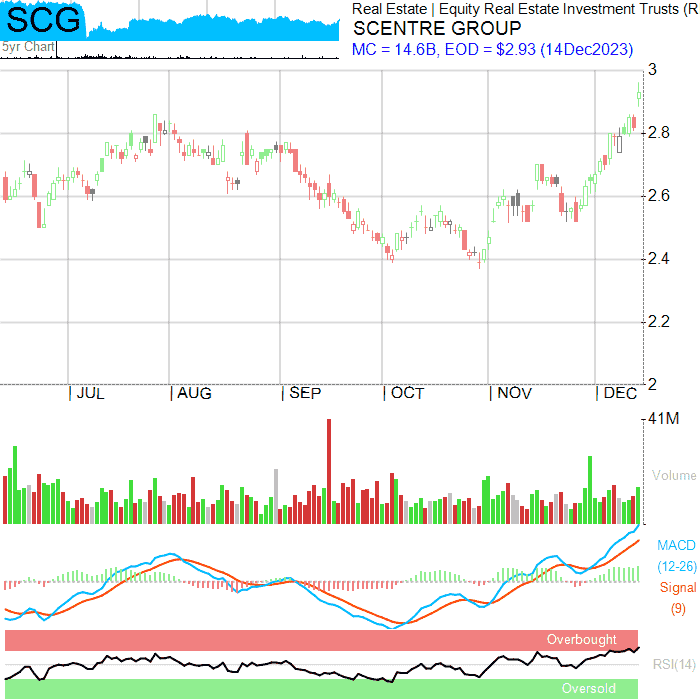 SCG
5yr Chart
Real Estate | Equity Real Estate Investment Trusts (R
SCENTRE GROUP
MC = 14.6B, EOD = $2.93 (14Dec2023)
3
2.8
2.6
2.4
2.2
2
JUL AUG SEP OCT NOV DEC
41M
Volume
MACD
(12-26)
Signal
(9)
Overbought
RSI(14)
Oversold